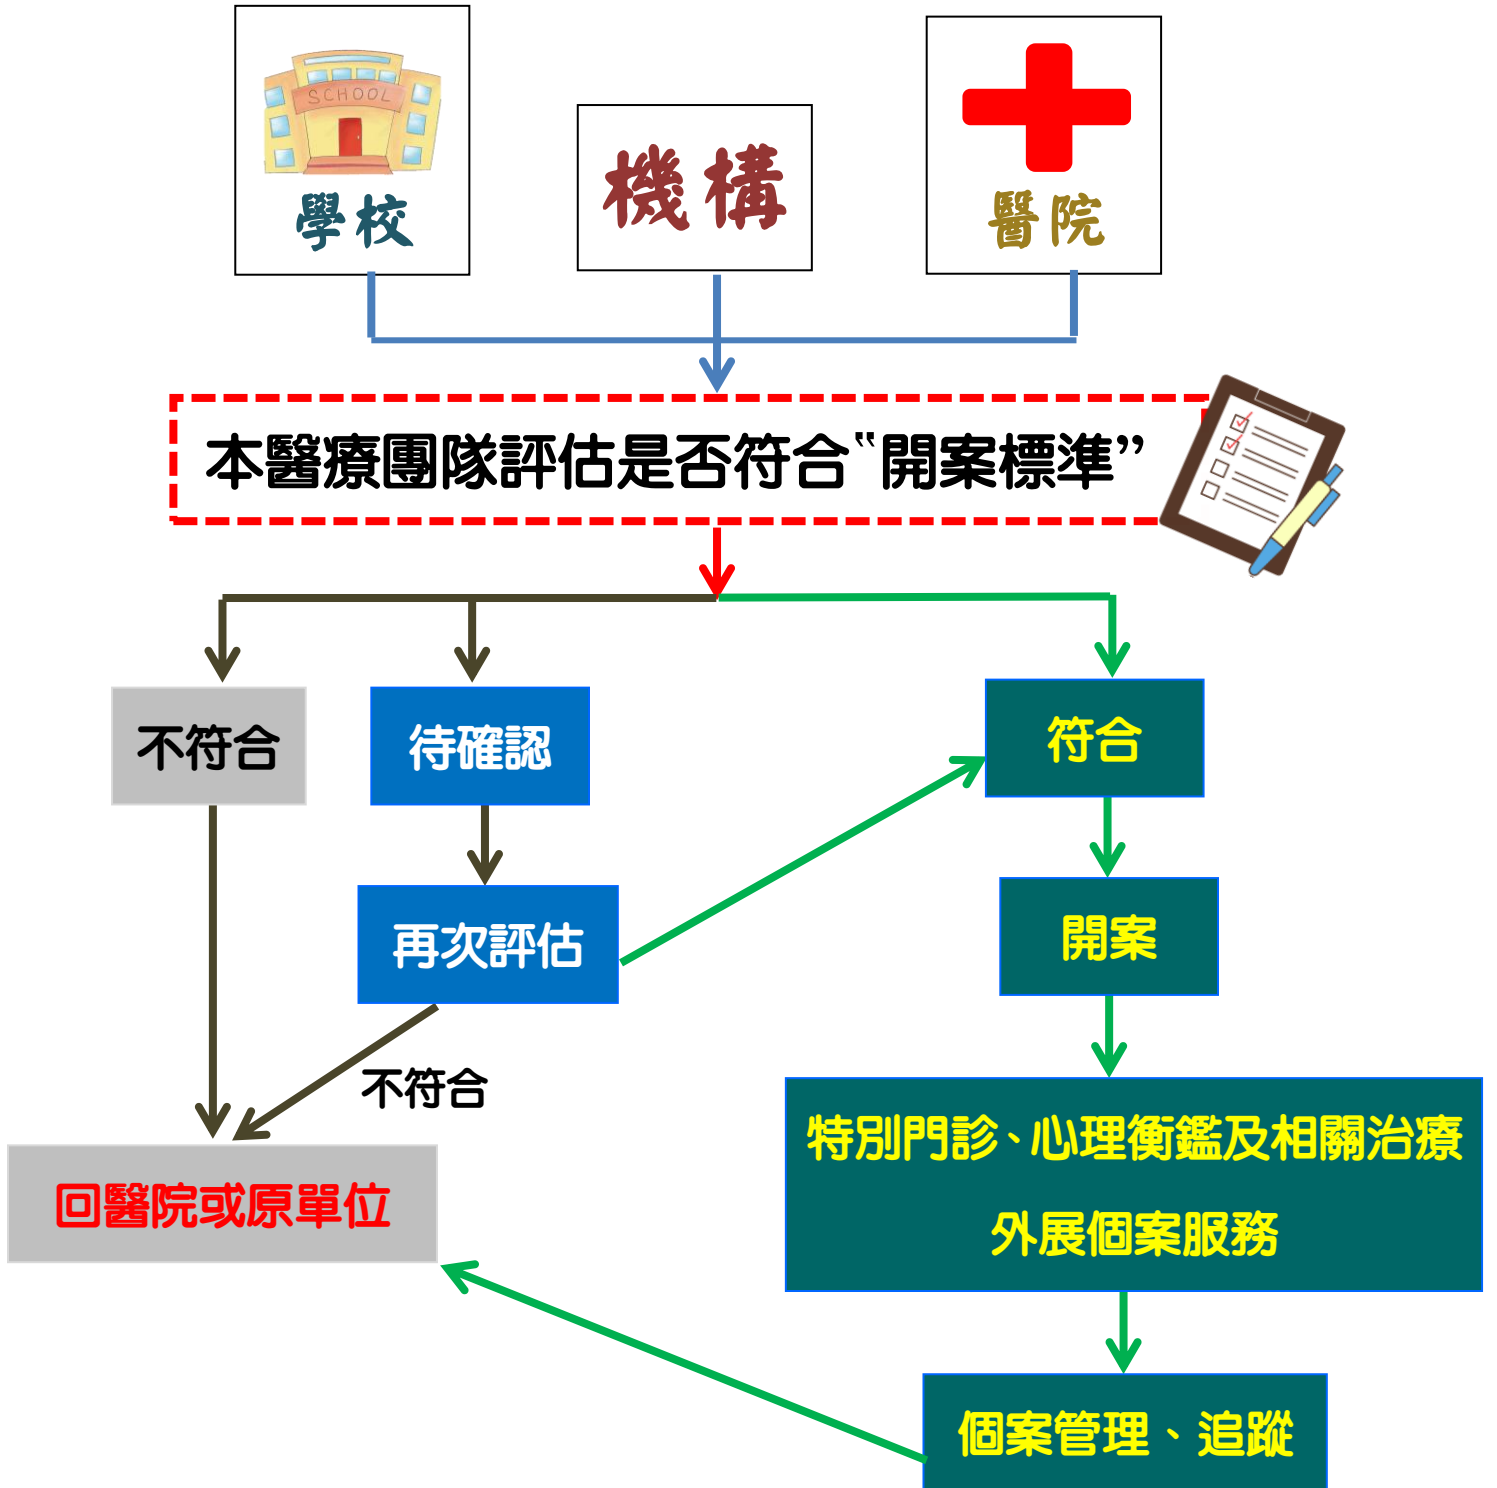 SCHOOL
學校
機構
醫院
本醫療團隊評估是否符合“開案標準”
不符合
待確認
符合
再次評估
開案
不符合
特別門診、心理衡鑑及相關治療
外展個案服務
回醫院或原單位
個案管理、追蹤